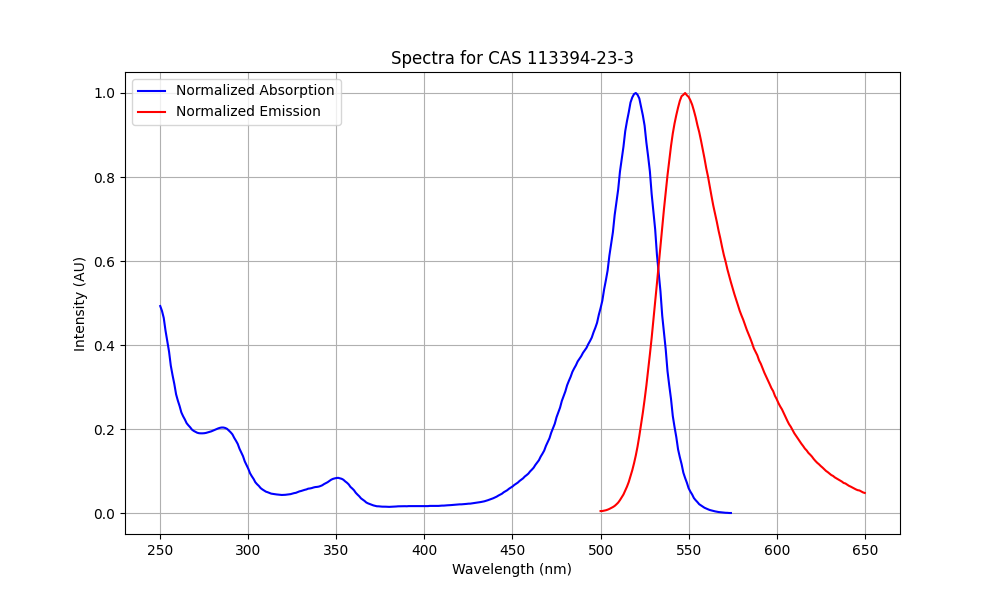 Spectra for CAS 113394-23-3
Normalized Absorption
Normalized Emission
1.0
0.8
0.6
0.4
0.2
0.0
Intensity (AU)
250 300 350 400 450 500 550 600 650
Wavelength (nm)